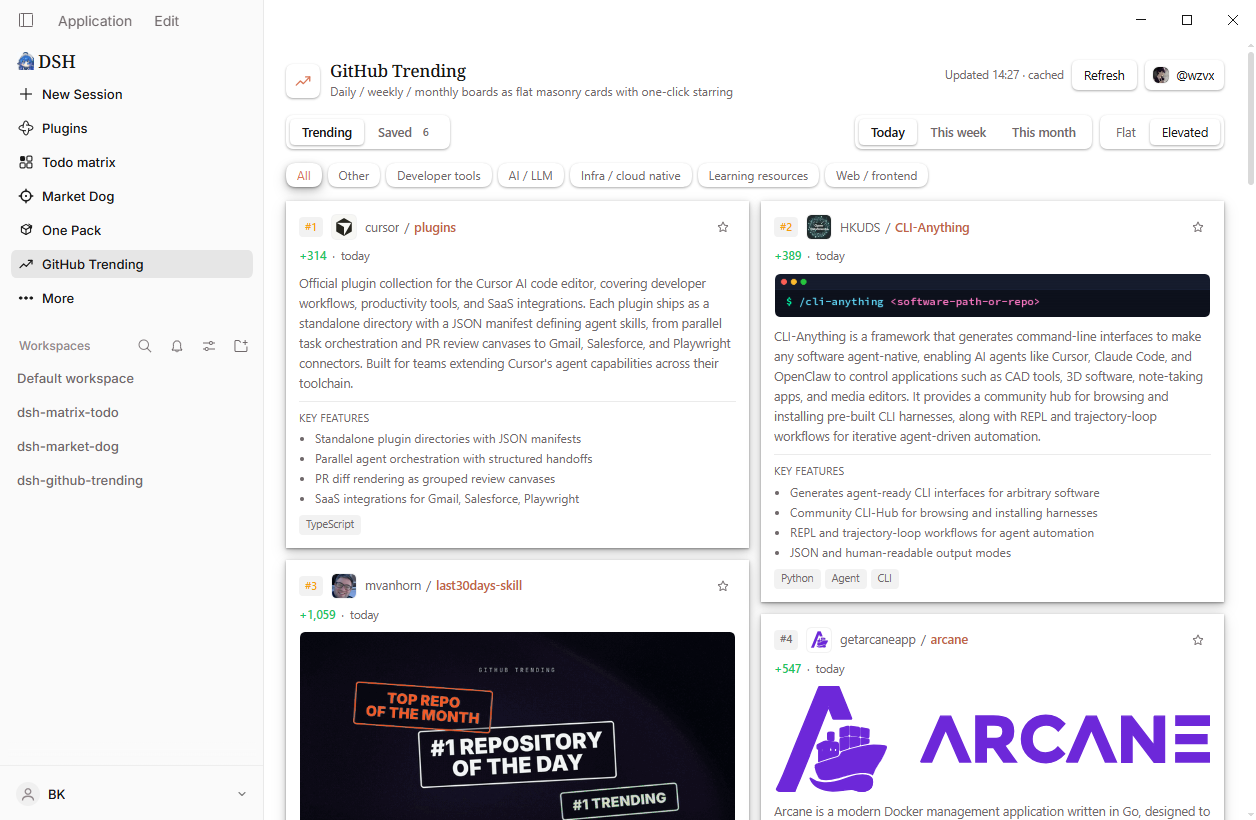 Application Edit
DSH
New Session
Plugins
Todo matrix
Market Dog
One Pack
GitHub Trending
More
Workspaces
Default workspace
dsh-matrix-todo
dsh-market-dog
dsh-github-trending
BK
GitHub Trending
Daily / weekly / monthly boards as flat masonry cards with one-click starring
Updated 14:27 · cached
Refresh
@wzvx
Trending
Saved 6
Today
This week
This month
Flat
Elevated
All
Other
Developer tools
AI / LLM
Infra / cloud native
Learning resources
Web / frontend
#1 cursor / plugins
+314 · today
Official plugin collection for the Cursor AI code editor, covering developer
workflows, productivity tools, and SaaS integrations. Each plugin ships as a
standalone directory with a JSON manifest defining agent skills, from parallel
task orchestration and PR review canvases to Gmail, Salesforce, and Playwright
connectors. Built for teams extending Cursor's agent capabilities across their
toolchain.
KEY FEATURES
• Standalone plugin directories with JSON manifests
• Parallel agent orchestration with structured handoffs
• PR diff rendering as grouped review canvases
• SaaS integrations for Gmail, Salesforce, Playwright
TypeScript
#2 HKUDS / CLI-Anything
+389 · today
$ /cli-anything <software-path-or-repo>
CLI-Anything is a framework that generates command-line interfaces to make
any software agent-native, enabling AI agents like Cursor, Claude Code, and
OpenClaw to control applications such as CAD tools, 3D software, note-taking
apps, and media editors. It provides a community hub for browsing and
installing pre-built CLI harnesses, along with REPL and trajectory-loop
workflows for iterative agent-driven automation.
KEY FEATURES
• Generates agent-ready CLI interfaces for arbitrary software
• Community CLI-Hub for browsing and installing harnesses
• REPL and trajectory-loop workflows for agent automation
• JSON and human-readable output modes
Python
Agent
CLI
#3 mvanhorn / last30days-skill
+1,059 · today
GITHUB TRENDING
TOP REPO
OF THE MONTH
#1 REPOSITORY
OF THE DAY
#1 TRENDING
#4 getarcaneapp / arcane
+547 · today
ARCANE
Arcane is a modern Docker management application written in Go, designed to